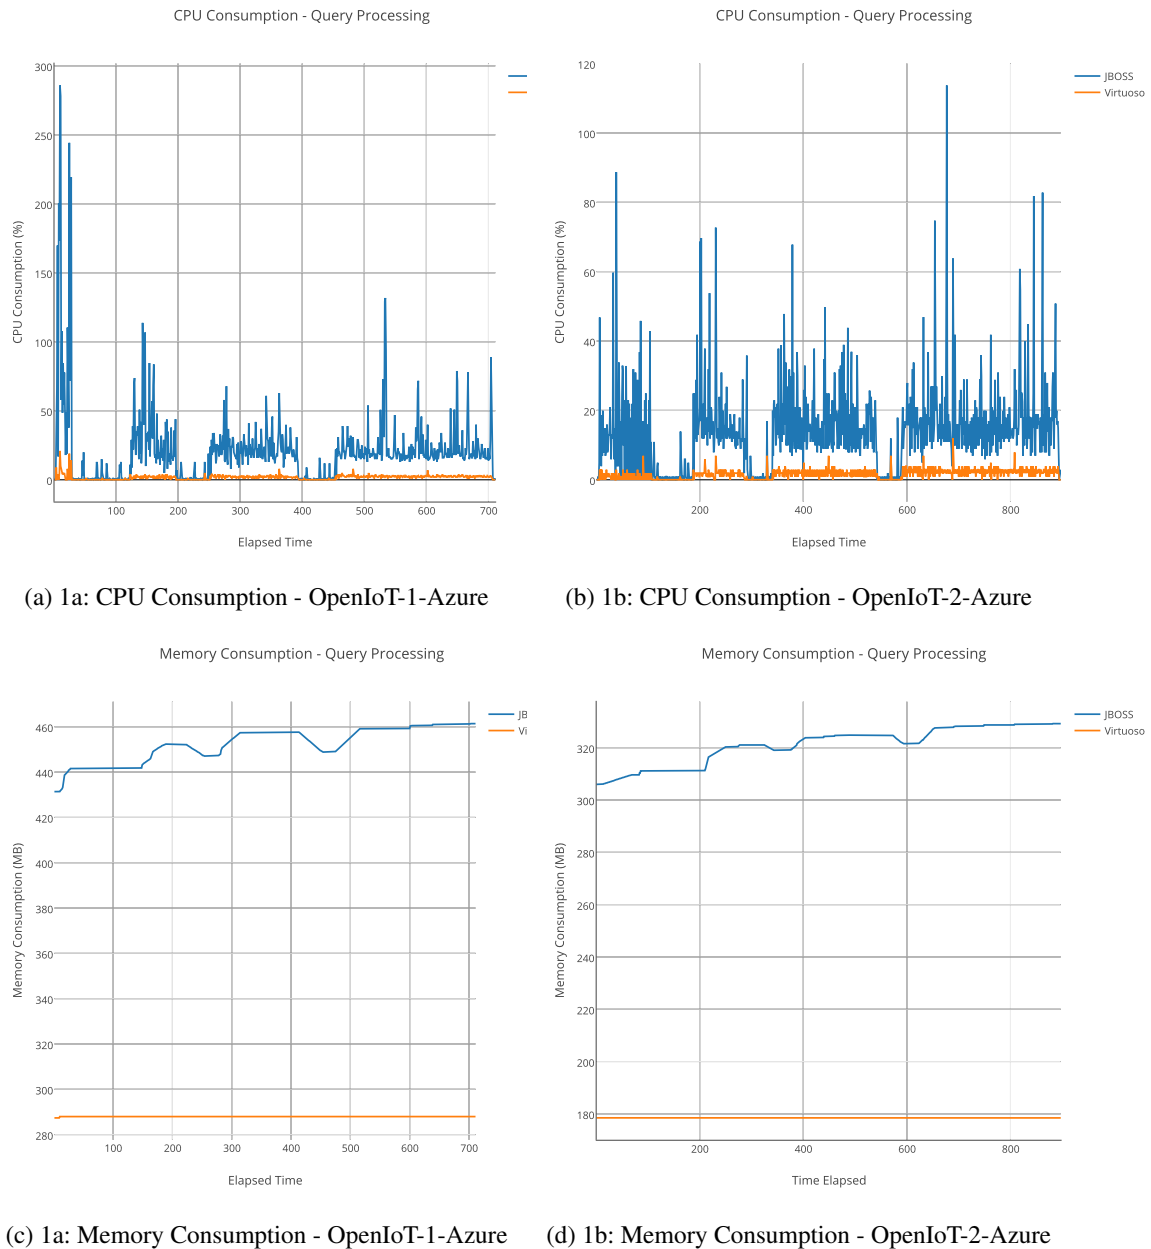 CPU Consumption - Query Processing
300
250
200
150
100
50
0
100 200 300 400 500 600 700
CPU Consumption (%)
Elapsed Time
(a) 1a: CPU Consumption - OpenIoT-1-Azure
CPU Consumption - Query Processing
120
100
80
60
40
20
0
200 400 600 800
CPU Consumption (%)
Elapsed Time
JBOSS
Virtuoso
(b) 1b: CPU Consumption - OpenIoT-2-Azure
Memory Consumption - Query Processing
460
440
420
400
380
360
340
320
300
280
100 200 300 400 500 600 700
Memory Consumption (MB)
Elapsed Time
JB
Vi
(c) 1a: Memory Consumption - OpenIoT-1-Azure
Memory Consumption - Query Processing
320
300
280
260
240
220
200
180
200 400 600 800
Memory Consumption (MB)
Time Elapsed
JBOSS
Virtuoso
(d) 1b: Memory Consumption - OpenIoT-2-Azure